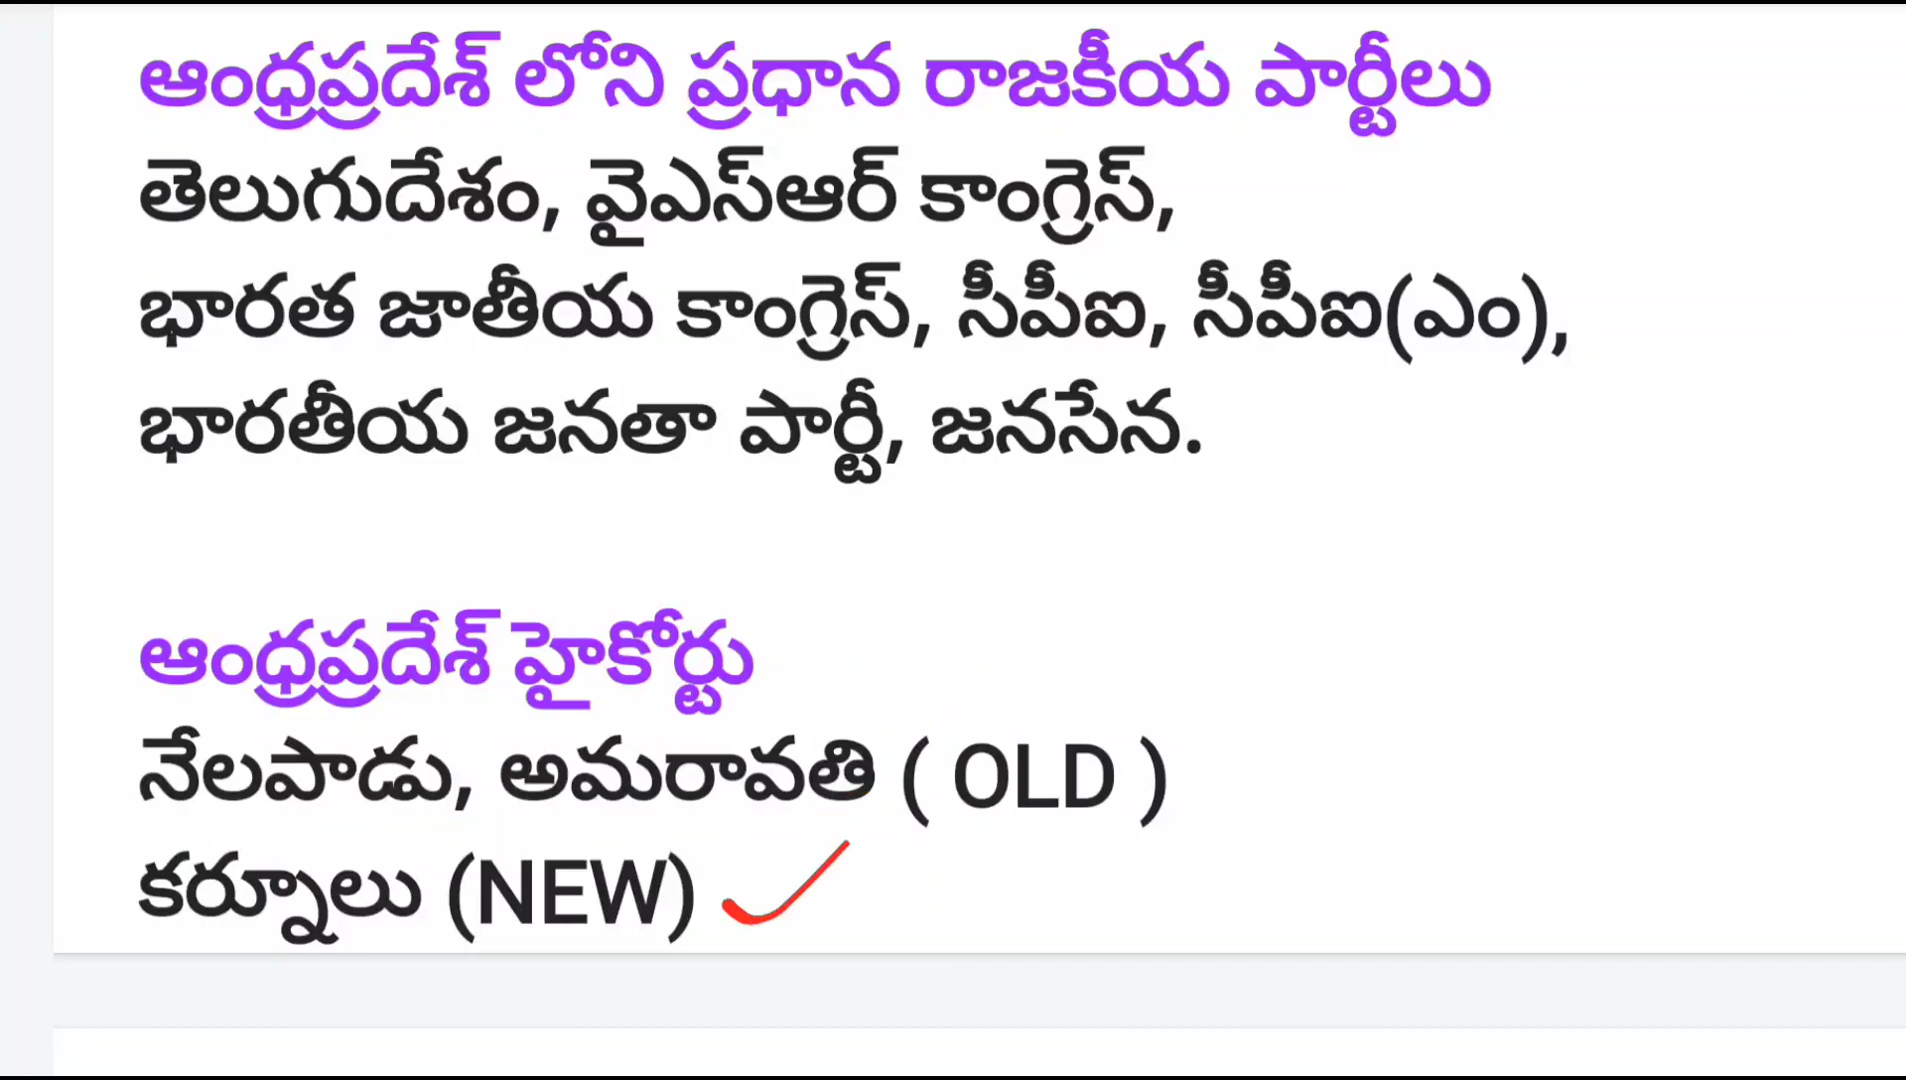 ఆంధ్రప్రదేశ్ లోని ప్రధాన రాజకీయ పార్టీలు
తెలుగుదేశం, వైఎస్ఆర్ కాంగ్రెస్,
భారత జాతీయ కాంగ్రెస్, సీపీఐ, సీపీఐ(ఎం),
భారతీయ జనతా పార్టీ, జనసేన.
ఆంధ్రప్రదేశ్ హైకోర్టు
నేలపాడు, అమరావతి ( OLD )
కర్నూలు (NEW)